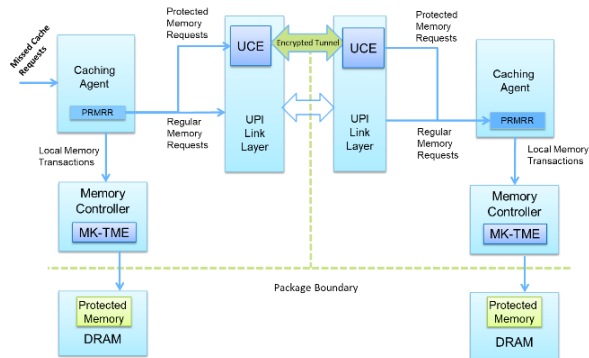 Missed Cache
Requests
Caching
Agent
PRMRR
Protected
Memory
Requests
Regular
Memory
Requests
UCE
UPI
Link
Layer
Encrypted Tunnel
UCE
UPI
Link
Layer
Protected
Memory
Requests
Regular
Memory
Requests
Caching
Agent
PRMRR
Local Memory
Transactions
Local Memory
Transactions
Memory
Controller
MK-TME
Memory
Controller
MK-TME
Package Boundary
Protected
Memory
DRAM
Protected
Memory
DRAM